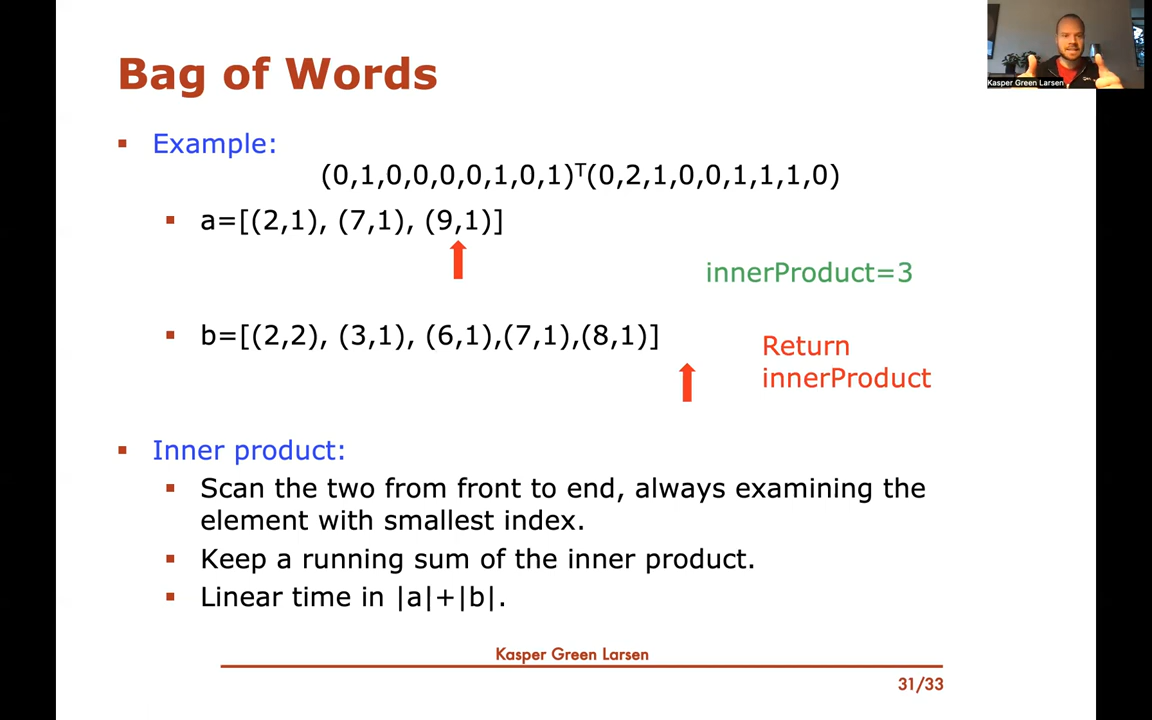 Bag of Words
Kasper Green Larsen
▪ Example:
(0,1,0,0,0,0,1,0,1)ᵀ(0,2,1,0,0,1,1,1,0)
▪ a=[(2,1), (7,1), (9,1)]
innerProduct=3
▪ b=[(2,2), (3,1), (6,1),(7,1),(8,1)]
Return
innerProduct
▪ Inner product:
▪ Scan the two from front to end, always examining the
element with smallest index.
▪ Keep a running sum of the inner product.
▪ Linear time in |a|+|b|.
Kasper Green Larsen
31/33